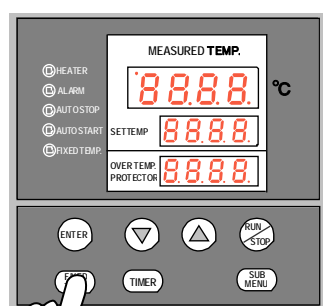 MEASURED TEMP.
HEATER
ALARM
8.8.8.8.
°C
AUTO STOP
AUTO START
SET TEMP
8.8.8.8.
FIXED TEMP.
OVER TEMP.
PROTECTOR
8.8.8.8.
ENTER
RUN
STOP
TIMER
SUB
MENU